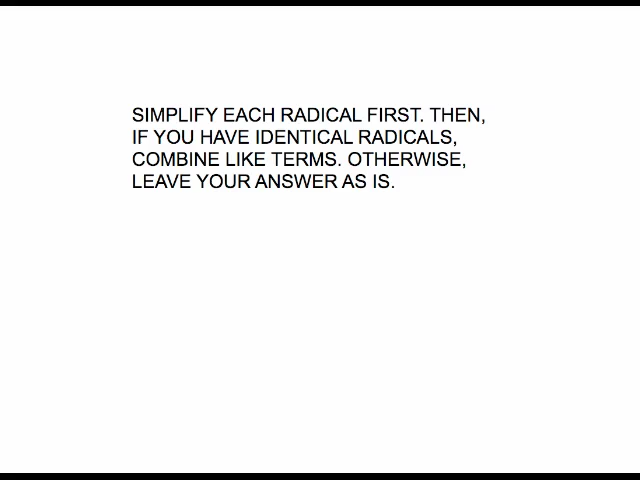 SIMPLIFY EACH RADICAL FIRST. THEN,
IF YOU HAVE IDENTICAL RADICALS,
COMBINE LIKE TERMS. OTHERWISE,
LEAVE YOUR ANSWER AS IS.